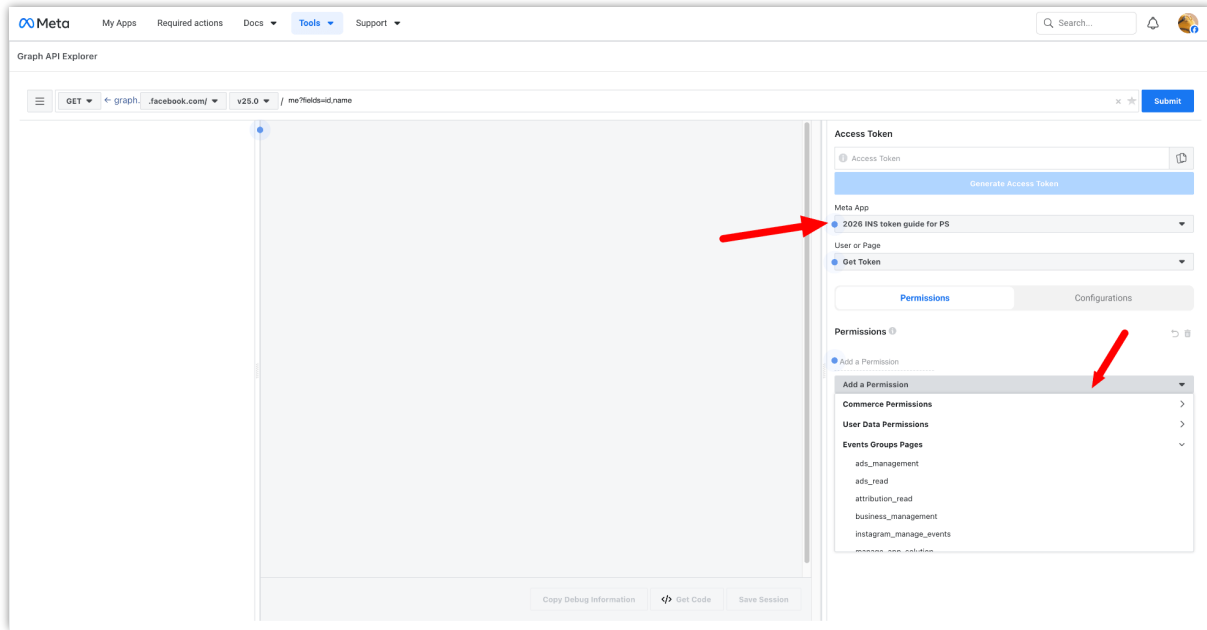 Meta My Apps Required actions Docs Tools Support Search...
Graph API Explorer
GET graph. .facebook.com/ v25.0 / me?fields=id,name Submit
Access Token
Access Token
Generate Access Token
Meta App
2026 INS token guide for PS
User or Page
Get Token
Permissions Configurations
Permissions
Add a Permission
Add a Permission
Commerce Permissions
User Data Permissions
Events Groups Pages
ads_management
ads_read
attribution_read
business_management
instagram_manage_events
manage_app_solution
Copy Debug Information </> Get Code Save Session